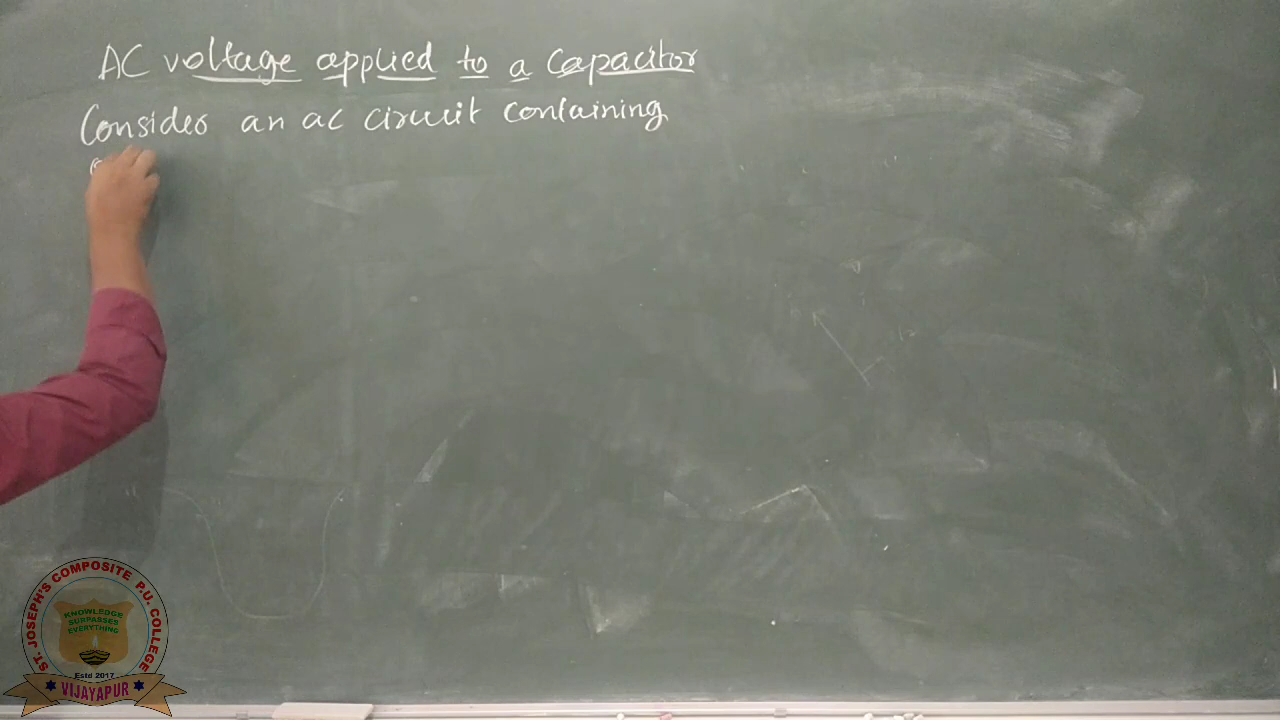 AC voltage applied to a capacitor
Consider an ac circuit containing
ST. JOSEPH'S COMPOSITE P.U. COLLEGE
KNOWLEDGE
SURPASSES
EVERYTHING
Estd 2017
VIJAYAPUR